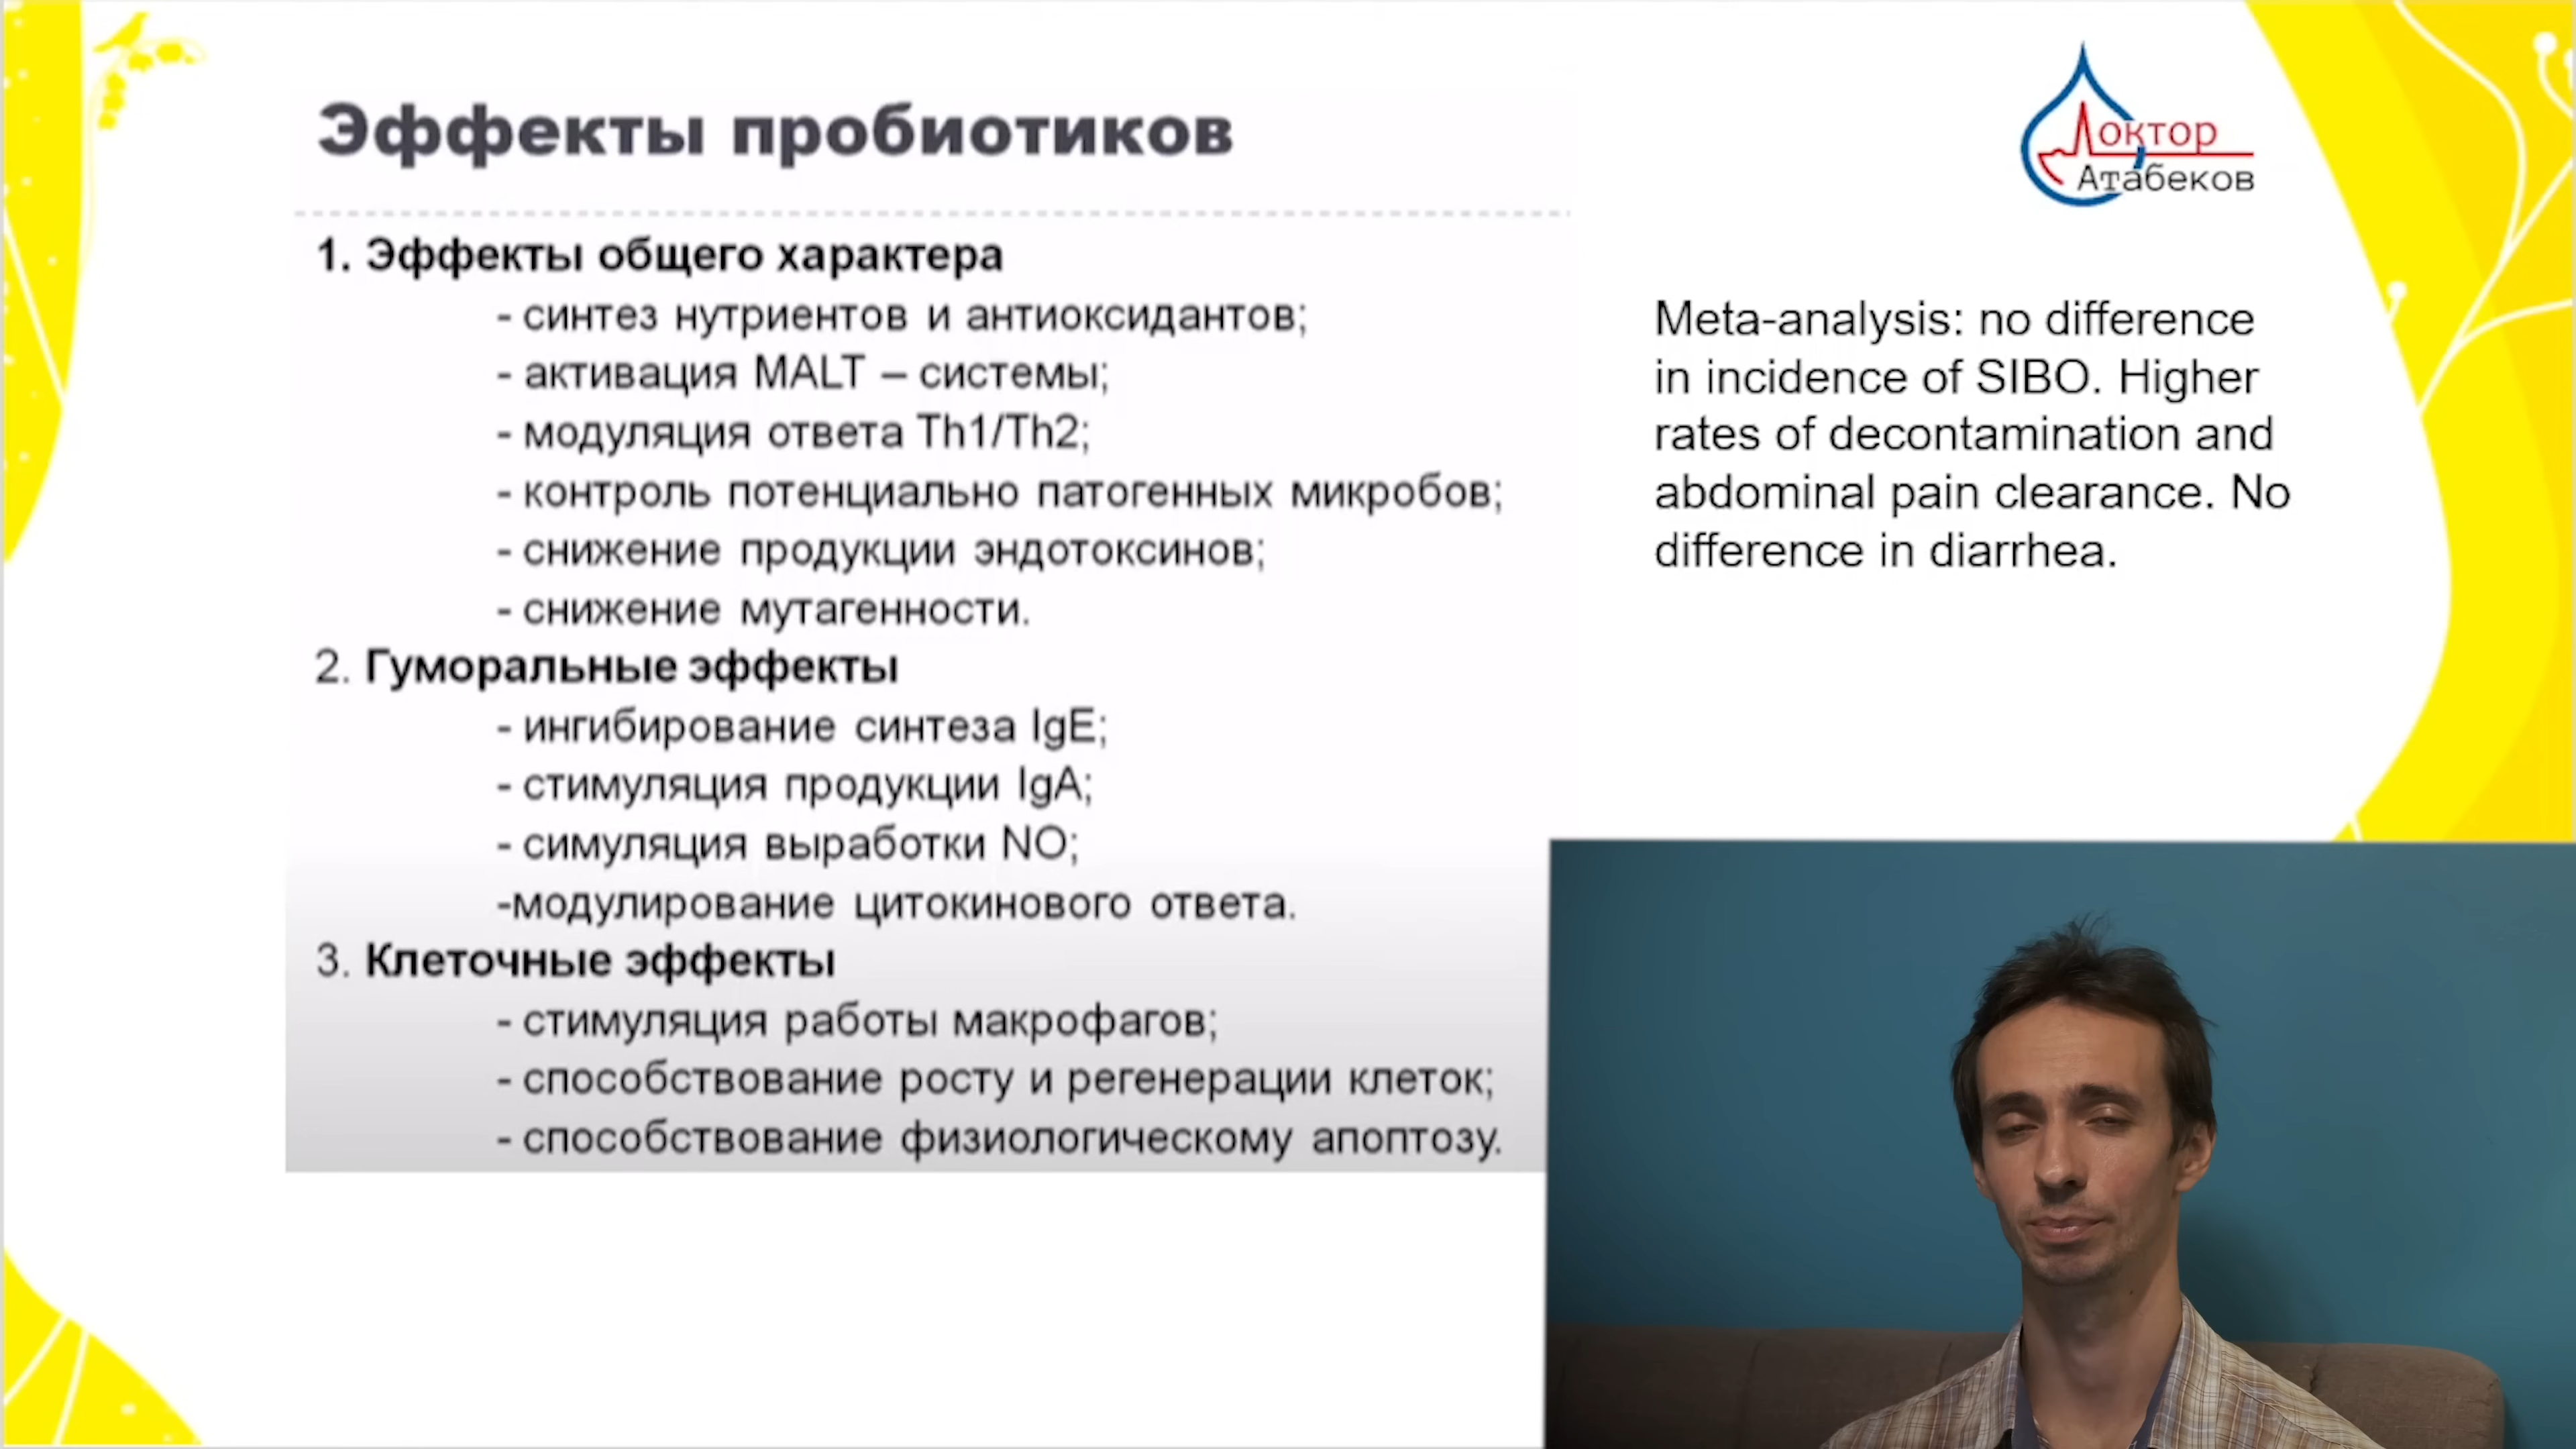 Эффекты пробиотиков
1. Эффекты общего характера
- синтез нутриентов и антиоксидантов;
- активация MALT – системы;
- модуляция ответа Th1/Th2;
- контроль потенциально патогенных микробов;
- снижение продукции эндотоксинов;
- снижение мутагенности.
2. Гуморальные эффекты
- ингибирование синтеза IgE;
- стимуляция продукции IgA;
- симуляция выработки NO;
-модулирование цитокинового ответа.
3. Клеточные эффекты
- стимуляция работы макрофагов;
- способствование росту и регенерации клеток;
- способствование физиологическому апоптозу.
Доктор
Атабеков
Meta-analysis: no difference
in incidence of SIBO. Higher
rates of decontamination and
abdominal pain clearance. No
difference in diarrhea.